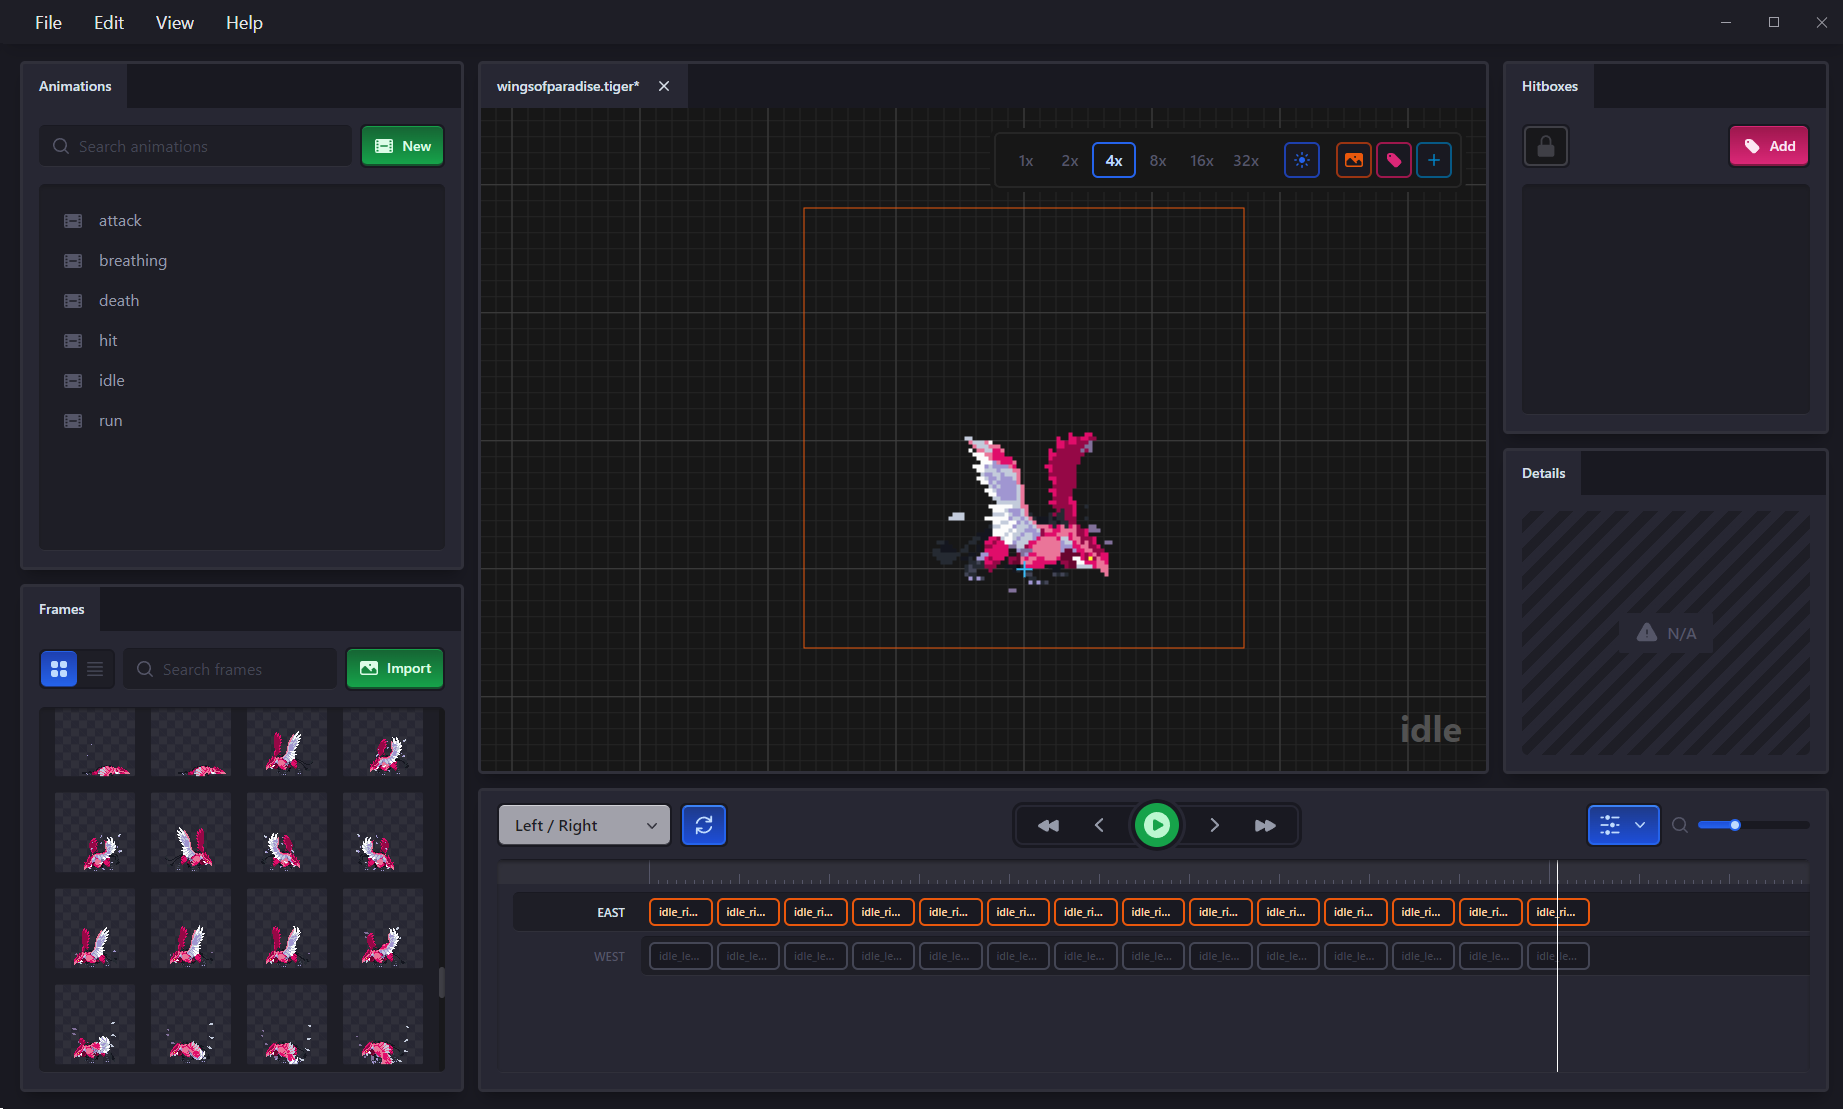 File Edit View Help
Animations
Search animations
New
attack
breathing
death
hit
idle
run
Frames
Search frames
Import
wingsofparadise.tiger*
1x 2x 4x 8x 16x 32x
idle
Hitboxes
Add
Details
N/A
Left / Right
EAST idle_ri... idle_ri... idle_ri... idle_ri... idle_ri... idle_ri... idle_ri... idle_ri... idle_ri... idle_ri... idle_ri... idle_ri... idle_ri... idle_ri...
WEST idle_le... idle_le... idle_le... idle_le... idle_le... idle_le... idle_le... idle_le... idle_le... idle_le... idle_le... idle_le... idle_le... idle_le...